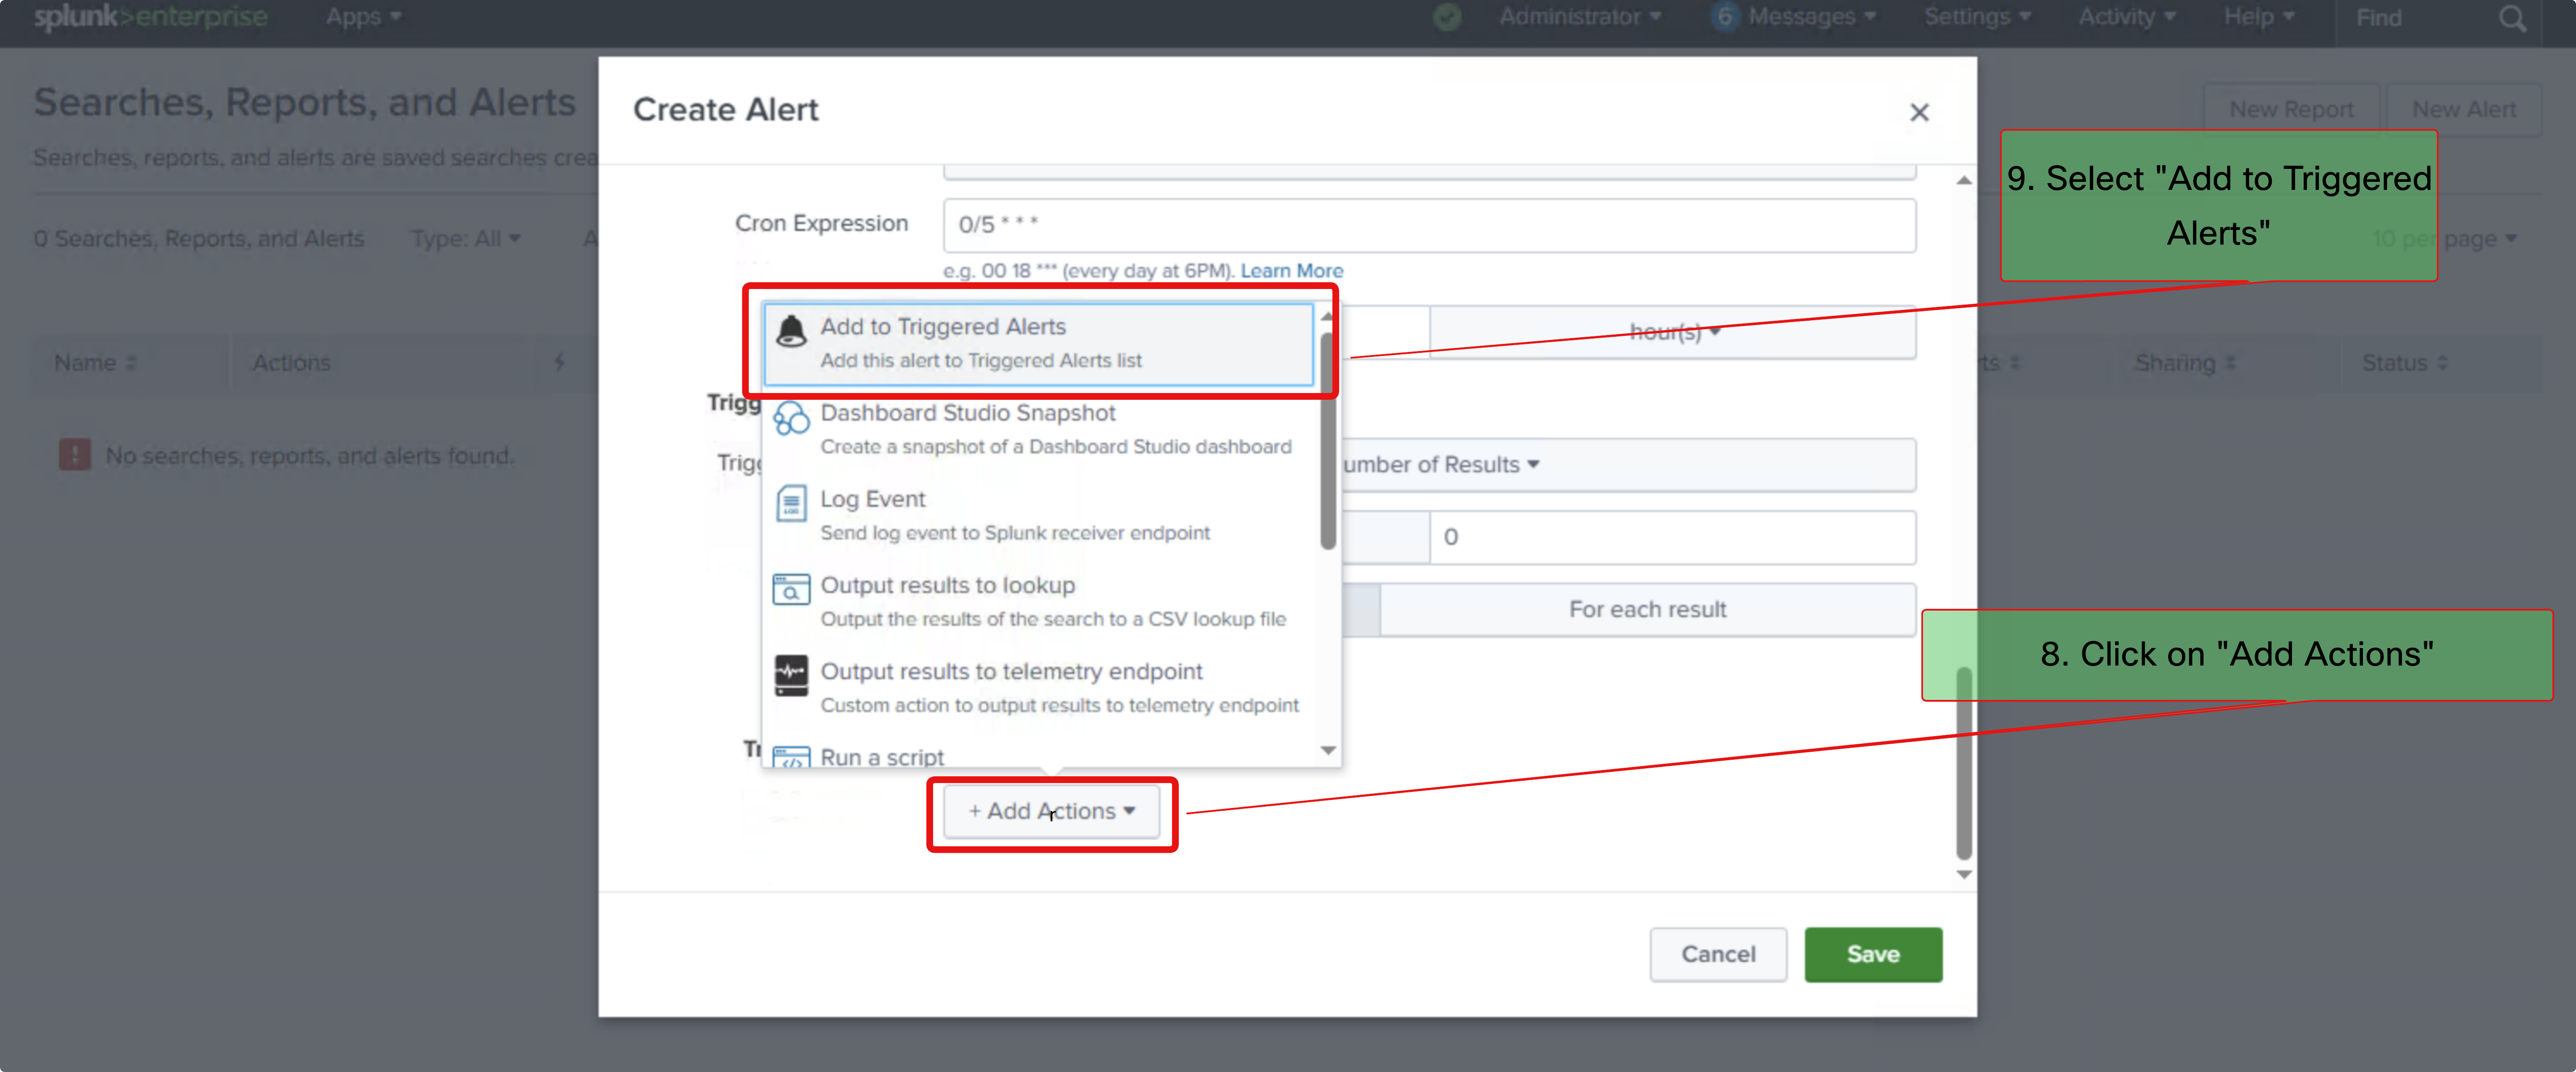 splunk>enterprise Apps Administrator 6 Messages Settings Activity Help Find
Searches, Reports, and Alerts
Searches, reports, and alerts are saved searches crea
New Report New Alert
0 Searches, Reports, and Alerts Type: All A 10 per page
Name Actions rts Sharing Status
No searches, reports, and alerts found.
Create Alert
Cron Expression 0/5 * * *
e.g. 00 18 *** (every day at 6PM). Learn More
hour(s)
Add to Triggered Alerts
Add this alert to Triggered Alerts list
Trigg
Dashboard Studio Snapshot
Create a snapshot of a Dashboard Studio dashboard
Trigg umber of Results
Log Event
Send log event to Splunk receiver endpoint
0
Output results to lookup
Output the results of the search to a CSV lookup file
For each result
Output results to telemetry endpoint
Custom action to output results to telemetry endpoint
Tr
Run a script
+ Add Actions
Cancel Save
9. Select "Add to Triggered
Alerts"
8. Click on "Add Actions"